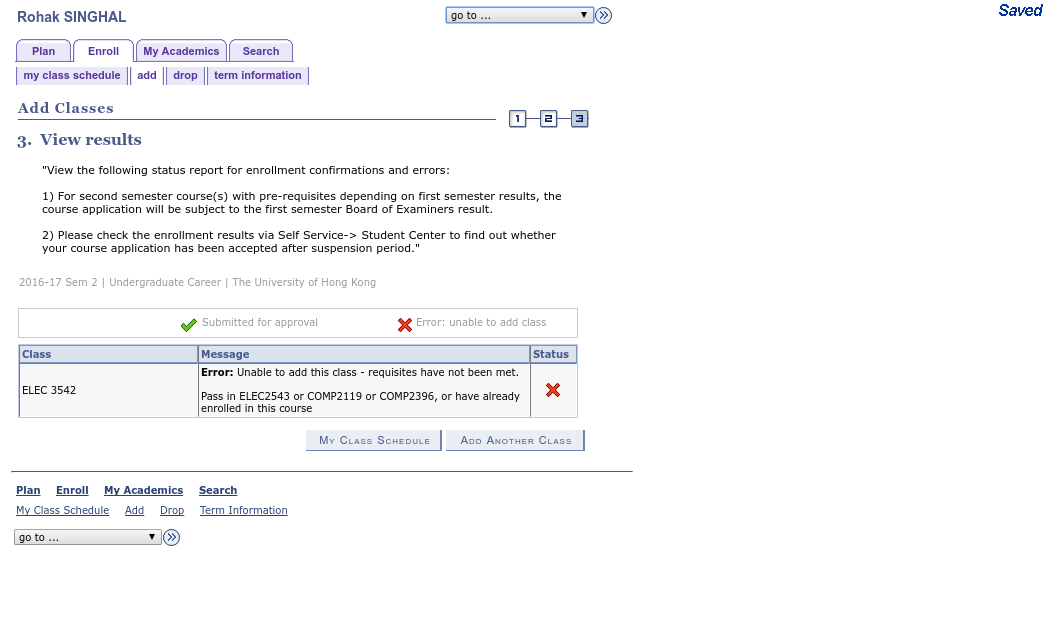 Rohak SINGHAL
go to ...
Saved
Plan
Enroll
My Academics
Search
my class schedule
add
drop
term information
Add Classes
1
2
3
3. View results
"View the following status report for enrollment confirmations and errors:
1) For second semester course(s) with pre-requisites depending on first semester results, the
course application will be subject to the first semester Board of Examiners result.
2) Please check the enrollment results via Self Service-> Student Center to find out whether
your course application has been accepted after suspension period."
2016-17 Sem 2 | Undergraduate Career | The University of Hong Kong
Submitted for approval
Error: unable to add class
Class
Message
Status
ELEC 3542
Error: Unable to add this class - requisites have not been met.
Pass in ELEC2543 or COMP2119 or COMP2396, or have already
enrolled in this course
My Class Schedule
Add Another Class
Plan
Enroll
My Academics
Search
My Class Schedule
Add
Drop
Term Information
go to ...